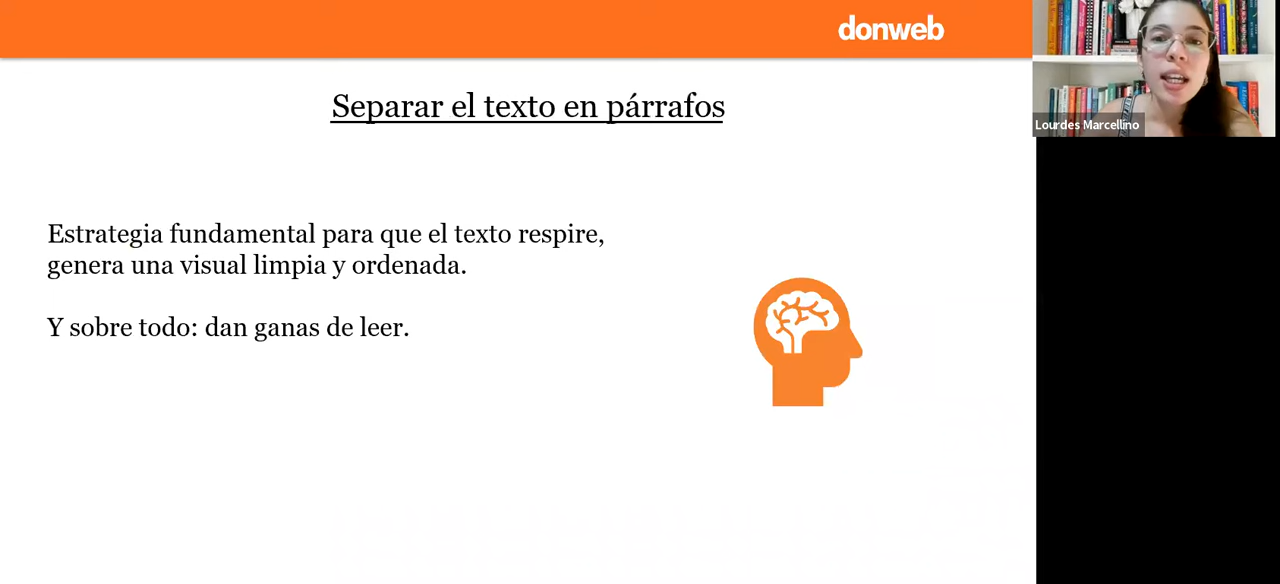 donweb
Lourdes Marcellino
Separar el texto en párrafos
Estrategia fundamental para que el texto respire,
genera una visual limpia y ordenada.
Y sobre todo: dan ganas de leer.